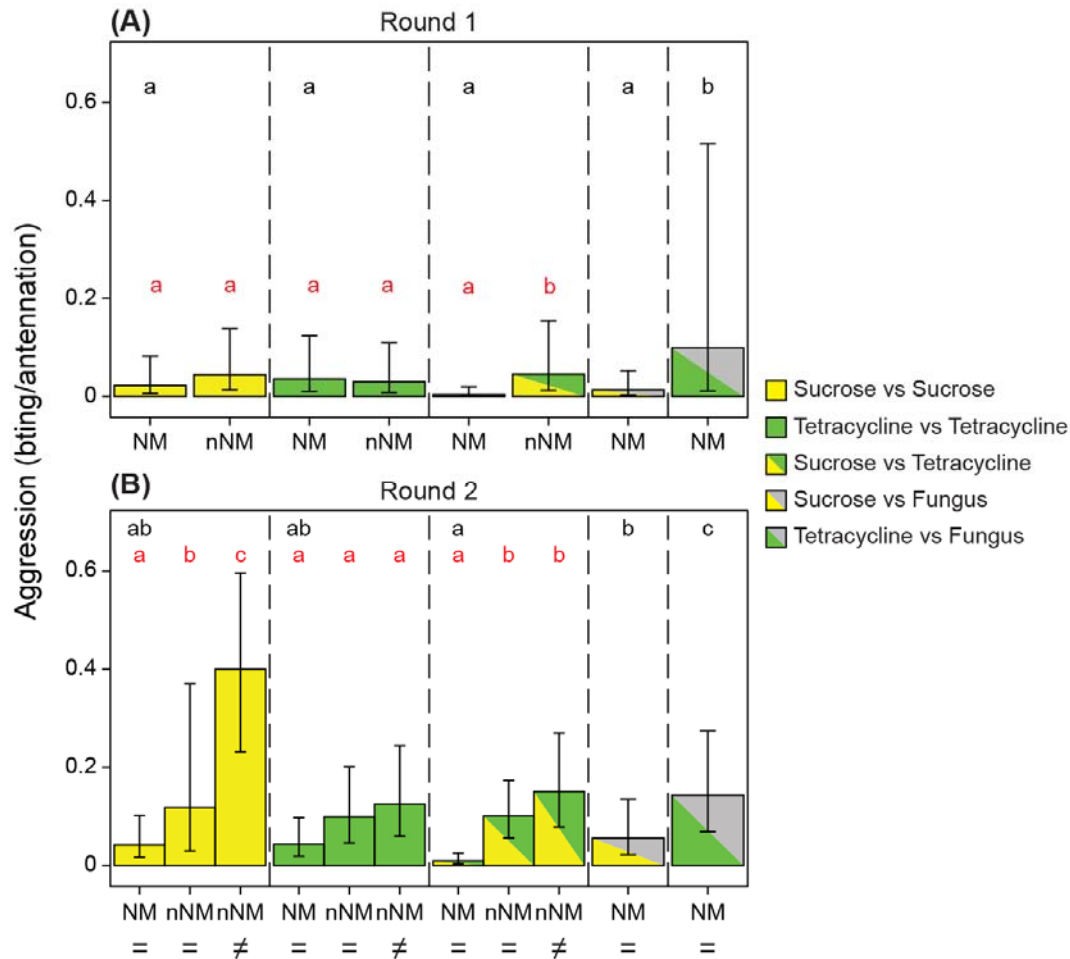 (A) Round 1
a a a a b
0.6
0.4
a a a a a b
0.2
0
NM nNM NM nNM NM nNM NM NM
Aggression (bting/antennation)
Sucrose vs Sucrose
Tetracycline vs Tetracycline
Sucrose vs Tetracycline
Sucrose vs Fungus
Tetracycline vs Fungus
(B) Round 2
ab ab a b c
a b c a a a a b b
0.6
0.4
0.2
0
NM nNM nNM NM nNM nNM NM nNM nNM NM NM
= = ≠ = = ≠ = = ≠ = =